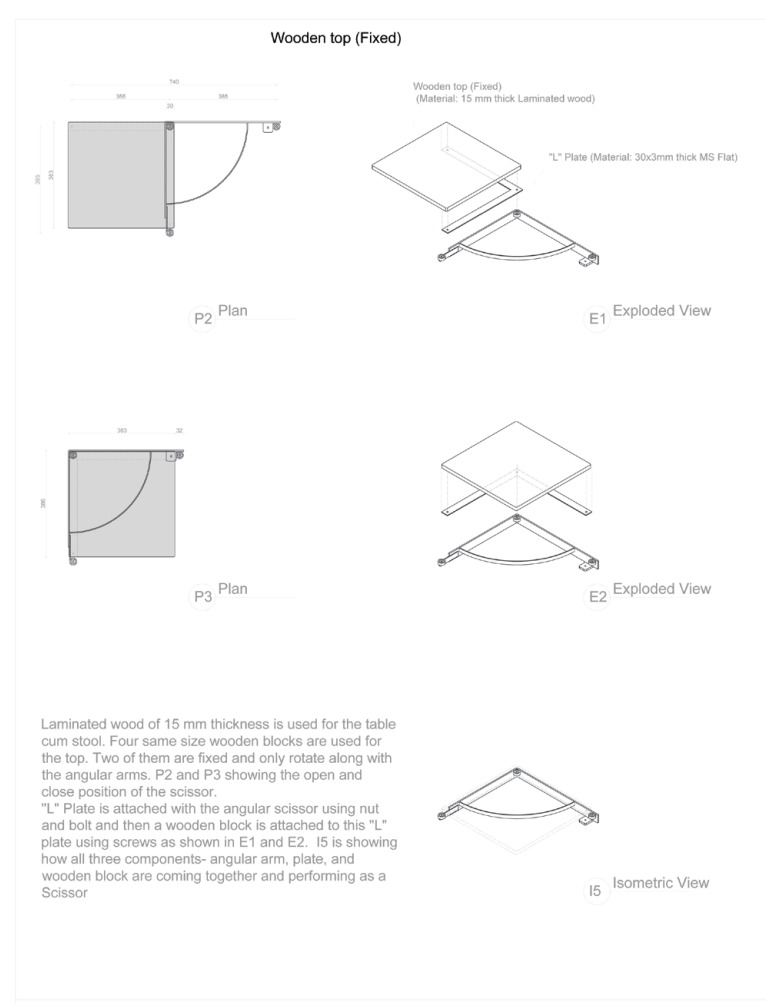 Wooden top (Fixed)
740
385
20
Wooden top (Fixed)
(Material: 15 mm thick Laminated wood)
"L" Plate (Material: 30x3mm thick MS Flat)
P2 Plan
E1 Exploded View
383
32
P3 Plan
E2 Exploded View
Laminated wood of 15 mm thickness is used for the table
cum stool. Four same size wooden blocks are used for
the top. Two of them are fixed and only rotate along with
the angular arms. P2 and P3 showing the open and
close position of the scissor.
"L" Plate is attached with the angular scissor using nut
and bolt and then a wooden block is attached to this "L"
plate using screws as shown in E1 and E2. I5 is showing
how all three components- angular arm, plate, and
wooden block are coming together and performing as a
Scissor
I5 Isometric View